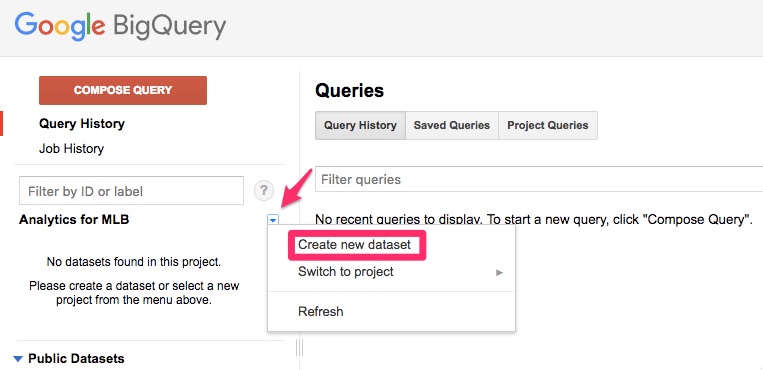 Google BigQuery
COMPOSE QUERY
Query History
Job History
Filter by ID or label
?
Analytics for MLB
No datasets found in this project.
Please create a dataset or select a new
project from the menu above.
Public Datasets
Queries
Query History Saved Queries Project Queries
Filter queries
No recent queries to display. To start a new query, click "Compose Query".
Create new dataset
Switch to project
Refresh